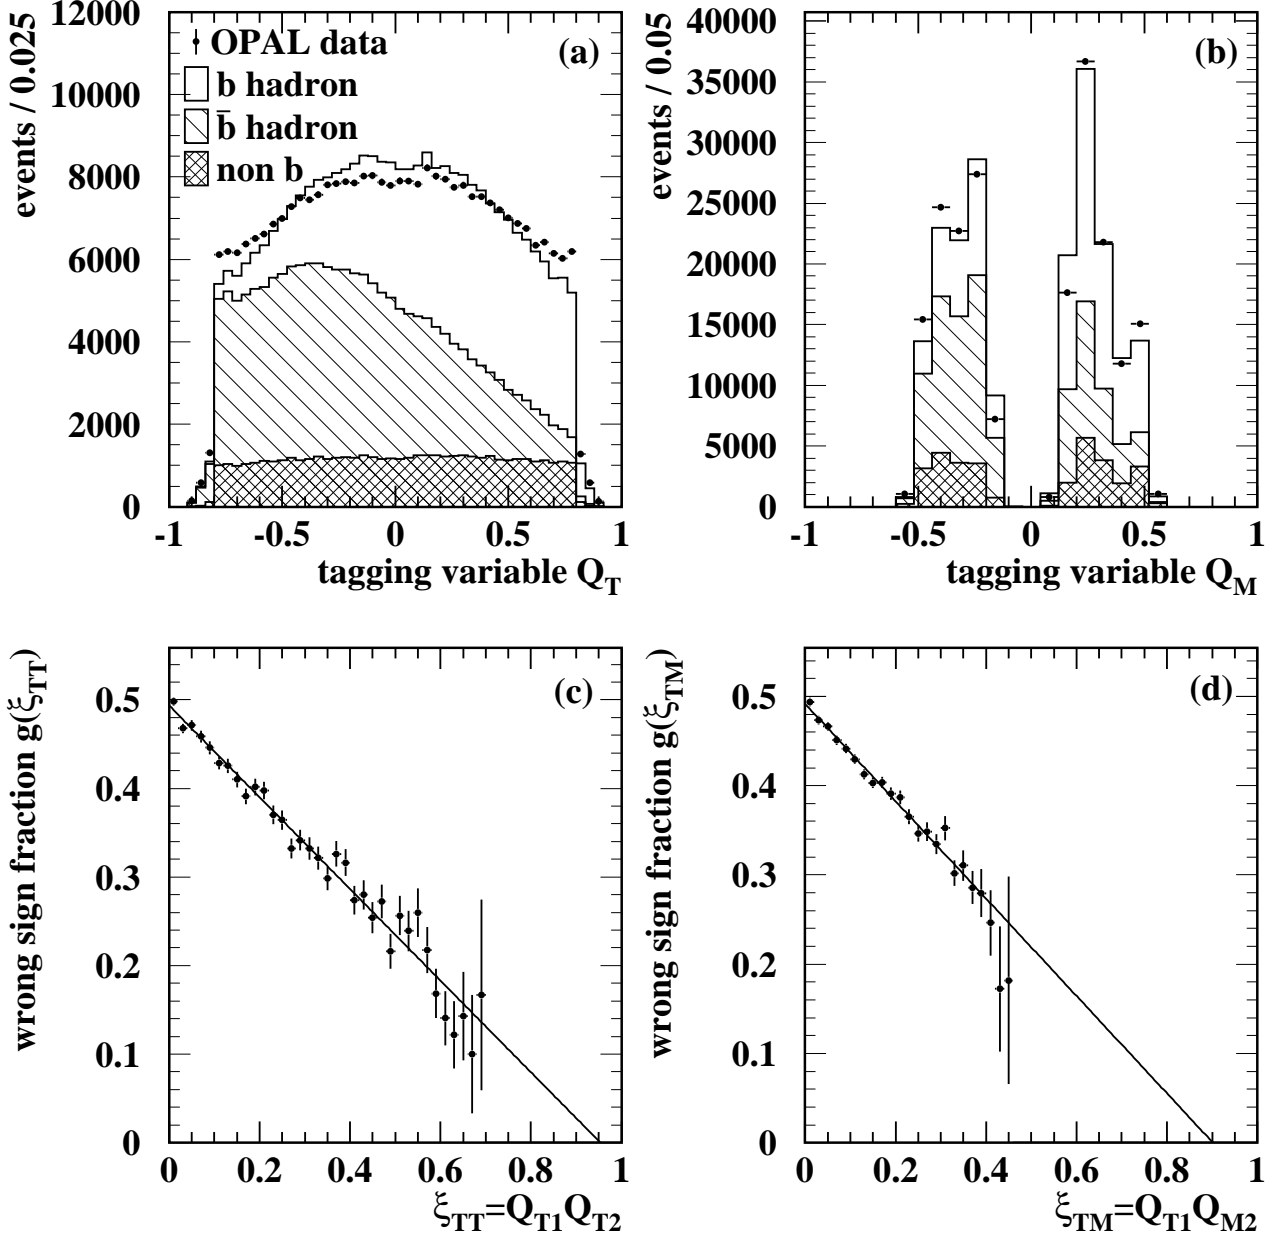 events / 0.025
12000
10000
8000
6000
4000
2000
0
(a)
OPAL data
b hadron
b̄ hadron
non b
-1 -0.5 0 0.5 1
tagging variable Q_T
events / 0.05
40000
35000
30000
25000
20000
15000
10000
5000
0
(b)
-1 -0.5 0 0.5 1
tagging variable Q_M
wrong sign fraction g(ξ_TT)
0.5
0.4
0.3
0.2
0.1
0
(c)
0 0.2 0.4 0.6 0.8 1
ξ_TT=Q_T1Q_T2
wrong sign fraction g(ξ_TM)
0.5
0.4
0.3
0.2
0.1
0
(d)
0 0.2 0.4 0.6 0.8 1
ξ_TM=Q_T1Q_M2